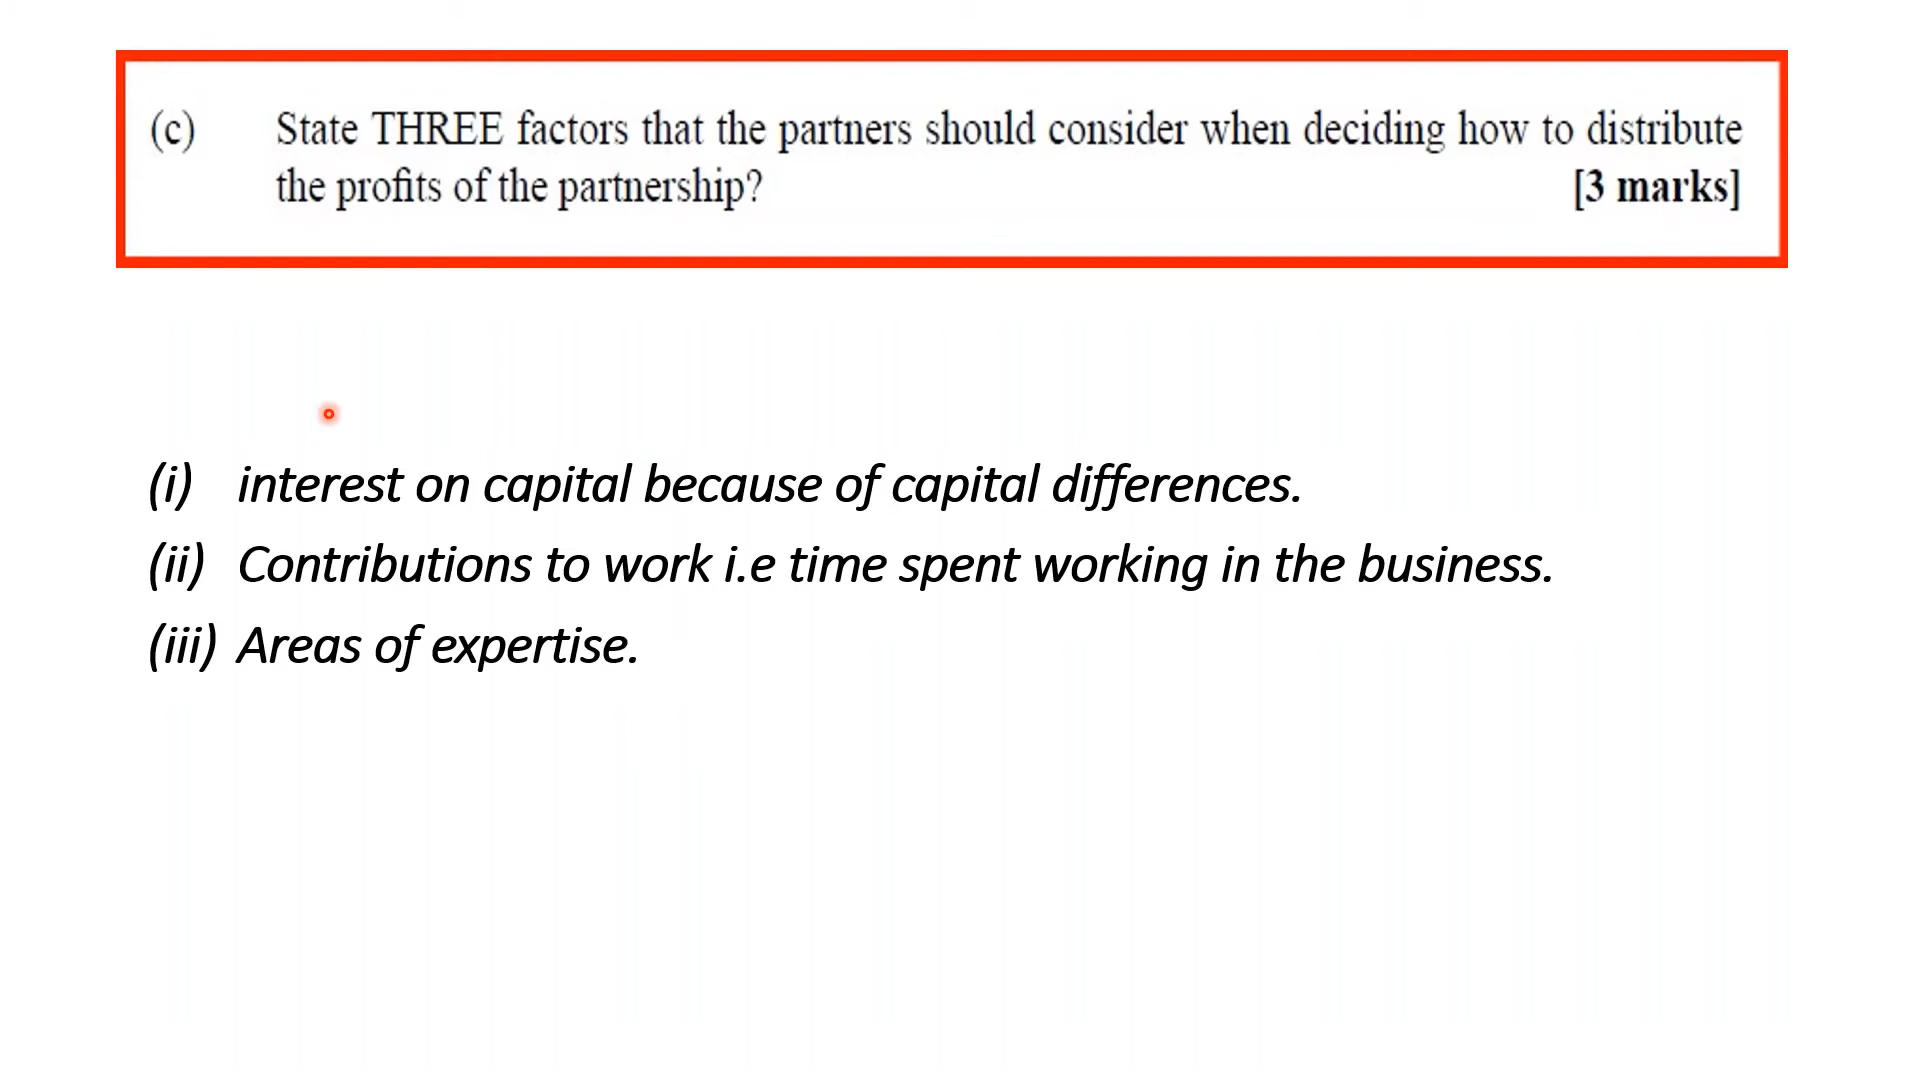 (c) State THREE factors that the partners should consider when deciding how to distribute
the profits of the partnership? [3 marks]
(i) interest on capital because of capital differences.
(ii) Contributions to work i.e time spent working in the business.
(iii) Areas of expertise.